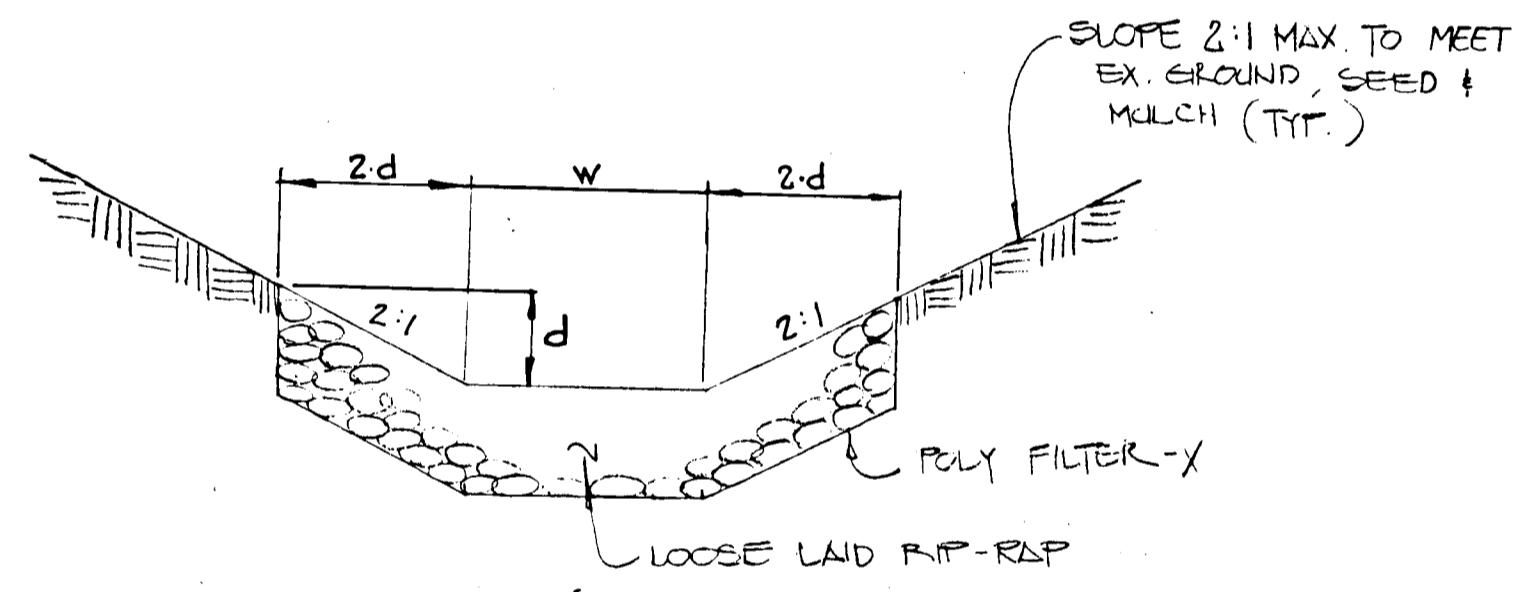 SLOPE 2:1 MAX. TO MEET
EX. GROUND, SEED &
MULCH (TYP.)
2·d
W
2·d
2:1
d
2:1
POLY FILTER-X
LOOSE LAID RIP-RAP